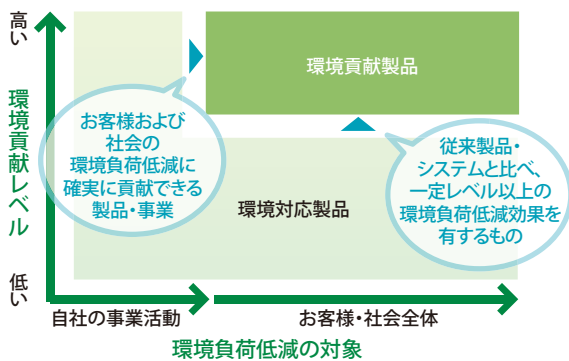 高い
環境貢献レベル
低い
環境貢献製品
お客様および
社会の
環境負荷低減に
確実に貢献できる
製品・事業
従来製品・
システムと比べ、
一定レベル以上の
環境負荷低減効果を
有するもの
環境対応製品
自社の事業活動
お客様・社会全体
環境負荷低減の対象